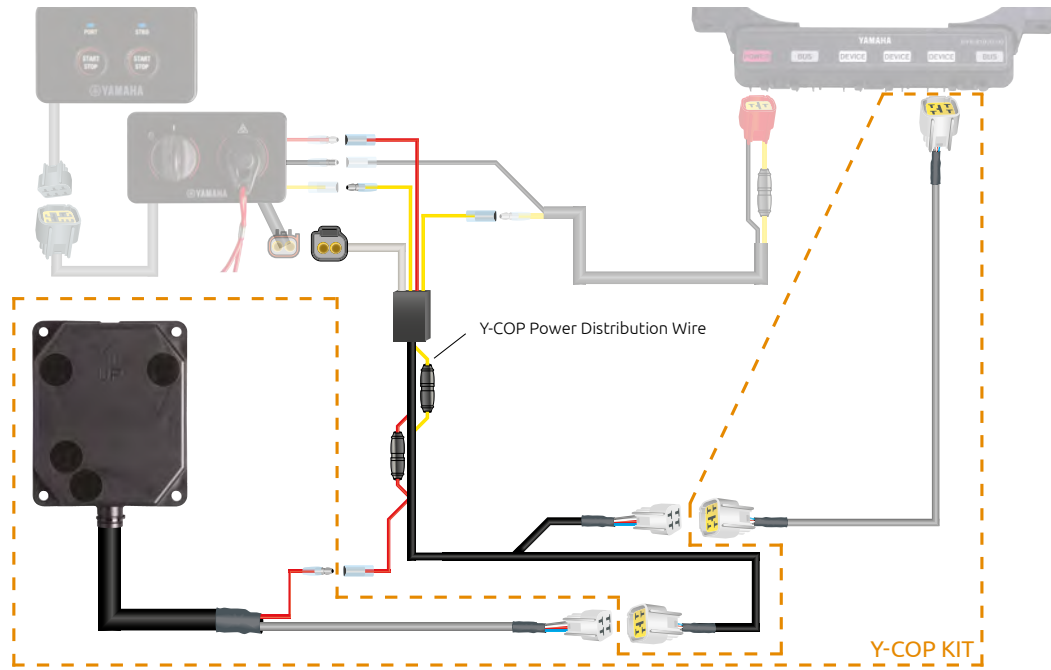 PORT
STBD
START
STOP
START
STOP
YAMAHA
YAMAHA
YAMAHA
POWER
BUS
DEVICE
DEVICE
DEVICE
BUS
Y-COP Power Distribution Wire
UP
Y-COP KIT